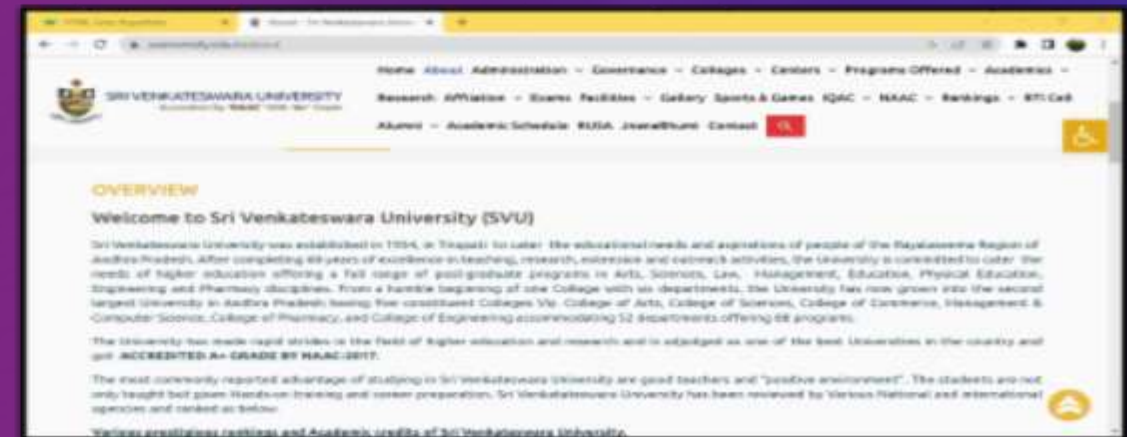 Home About Administration Governance Colleges Centers Programs Offered Academics
SRI VENKATESWARA UNIVERSITY
Research Affiliation Exams Facilities Gallery Sports & Games IQAC NAAC Rankings RTI Cell
Alumni Academic Schedule RUSA JnanaBhumi Contact
OVERVIEW
Welcome to Sri Venkateswara University (SVU)
Sri Venkateswara University was established in 1954, in Tirupati to cater the educational needs and aspirations of people of the Rayalaseema Region of
Andhra Pradesh. After completing years of excellence in teaching, research, extension and outreach activities, the University is committed to cater the
needs of higher education offering a full range of post-graduate programs in Arts, Sciences, Law, Management, Education, Physical Education,
Engineering and Pharmacy disciplines. From a humble beginning of one College with six departments, the University has now grown into the second
largest University in Andhra Pradesh having five constituent Colleges Viz. College of Arts, College of Sciences, College of Commerce, Management &
Computer Science, College of Pharmacy, and College of Engineering accommodating 52 departments offering 68 programs.
The University has made rapid strides in the field of higher education and research and is adjudged as one of the best Universities in the country and
got ACCREDITED A+ GRADE BY NAAC-2017.
The most commonly reported advantage of studying in Sri Venkateswara University are good teachers and "positive environment". The students are not
only taught but given Hands-on training and career preparation. Sri Venkateswara University has been reviewed by Various National and international
agencies and ranked as below:
Various prestigious rankings and Academic credits of Sri Venkateswara University.